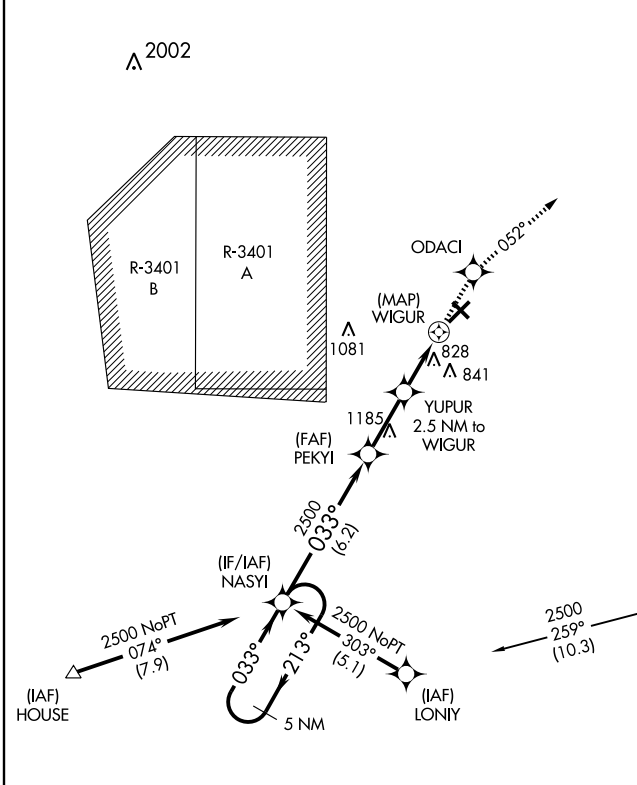 2002
R-3401
B
R-3401
A
ODACI
052°
(MAP)
WIGUR
1081
828
841
YUPUR
2.5 NM to
WIGUR
1185
(FAF)
PEKYI
2500
033°
(6.2)
(IF/IAF)
NASYI
2500 NoPT
074°
(7.9)
(IAF)
HOUSE
033°
213°
5 NM
2500 NoPT
303°
(5.1)
(IAF)
LONIY
2500
259°
(10.3)